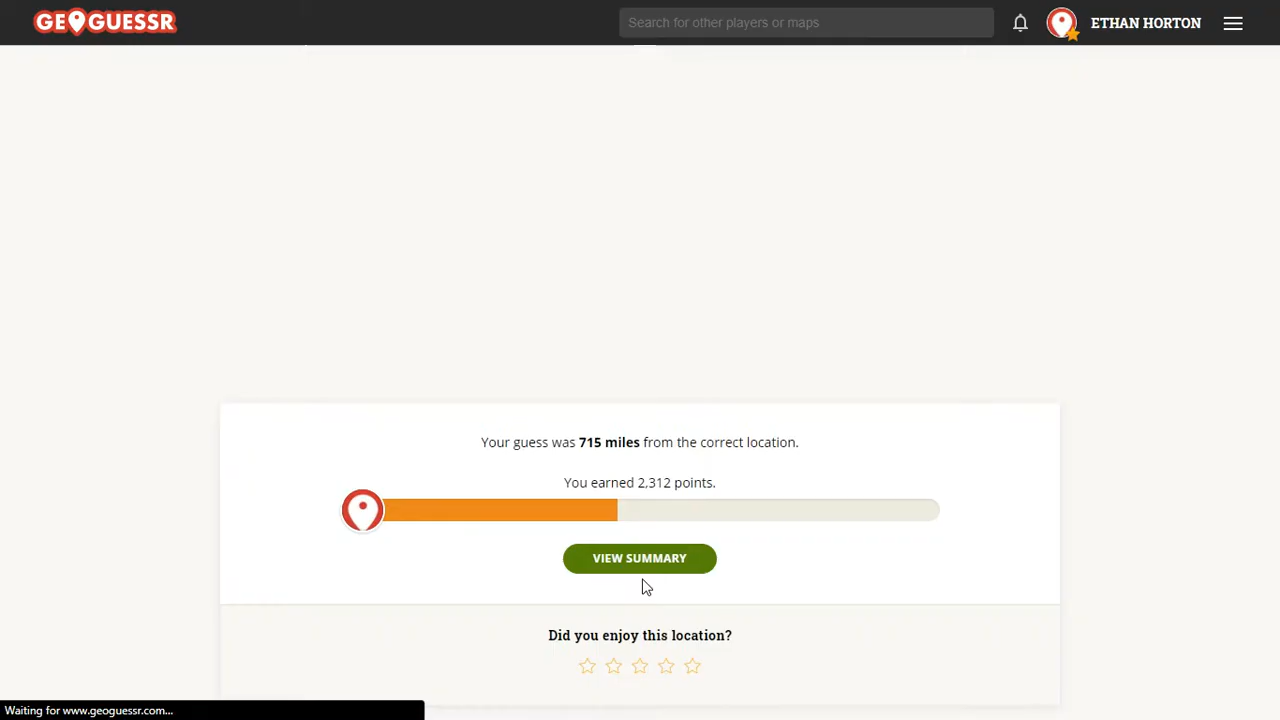 GEOGUESSR
Search for other players or maps
ETHAN HORTON
Your guess was 715 miles from the correct location.
You earned 2,312 points.
VIEW SUMMARY
Did you enjoy this location?
Waiting for www.geoguessr.com...